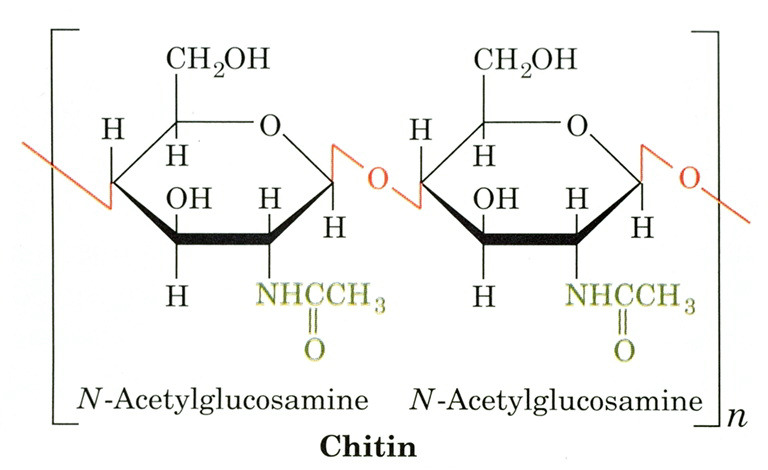 CH₂OH CH₂OH
H O H O
H H
O O
OH H OH H
H H
H NHCCH₃ H NHCCH₃
O O
N-Acetylglucosamine N-Acetylglucosamine
n
Chitin